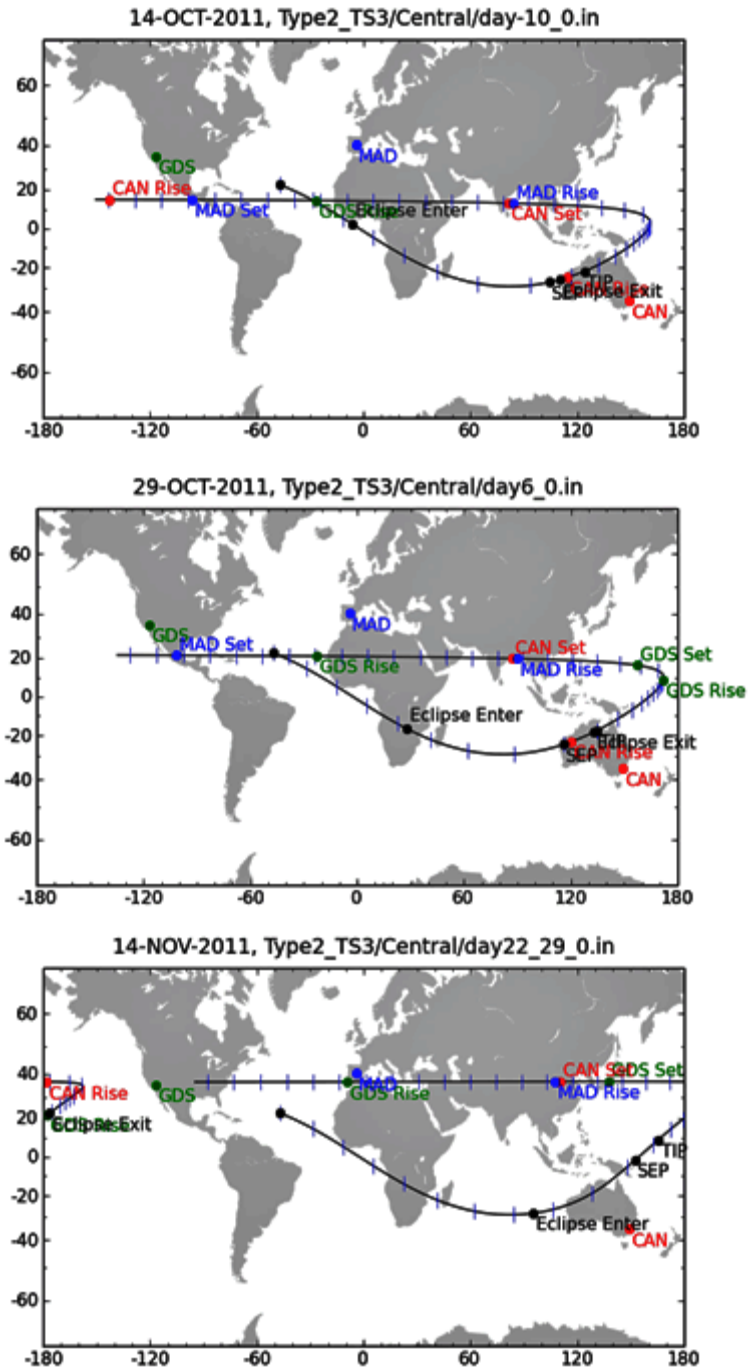 14-OCT-2011, Type2_TS3/Central/day-10_0.in
60
40
20
0
-20
-40
-60
-180 -120 -60 0 60 120 180
GDS
MAD
CAN Rise
MAD Set
GDS Rise
Eclipse Enter
MAD Rise
CAN Set
TIP
CAN Rise
SEP
Eclipse Exit
CAN
29-OCT-2011, Type2_TS3/Central/day6_0.in
60
40
20
0
-20
-40
-60
-180 -120 -60 0 60 120 180
GDS
MAD
MAD Set
GDS Rise
CAN Set
MAD Rise
GDS Set
GDS Rise
Eclipse Enter
TIP
Eclipse Exit
SEP
CAN Rise
CAN
14-NOV-2011, Type2_TS3/Central/day22_29_0.in
60
40
20
0
-20
-40
-60
-180 -120 -60 0 60 120 180
CAN Rise
GDS
MAD
GDS Rise
CAN Set
GDS Set
MAD Rise
GDS Rise
Eclipse Exit
TIP
SEP
Eclipse Enter
CAN